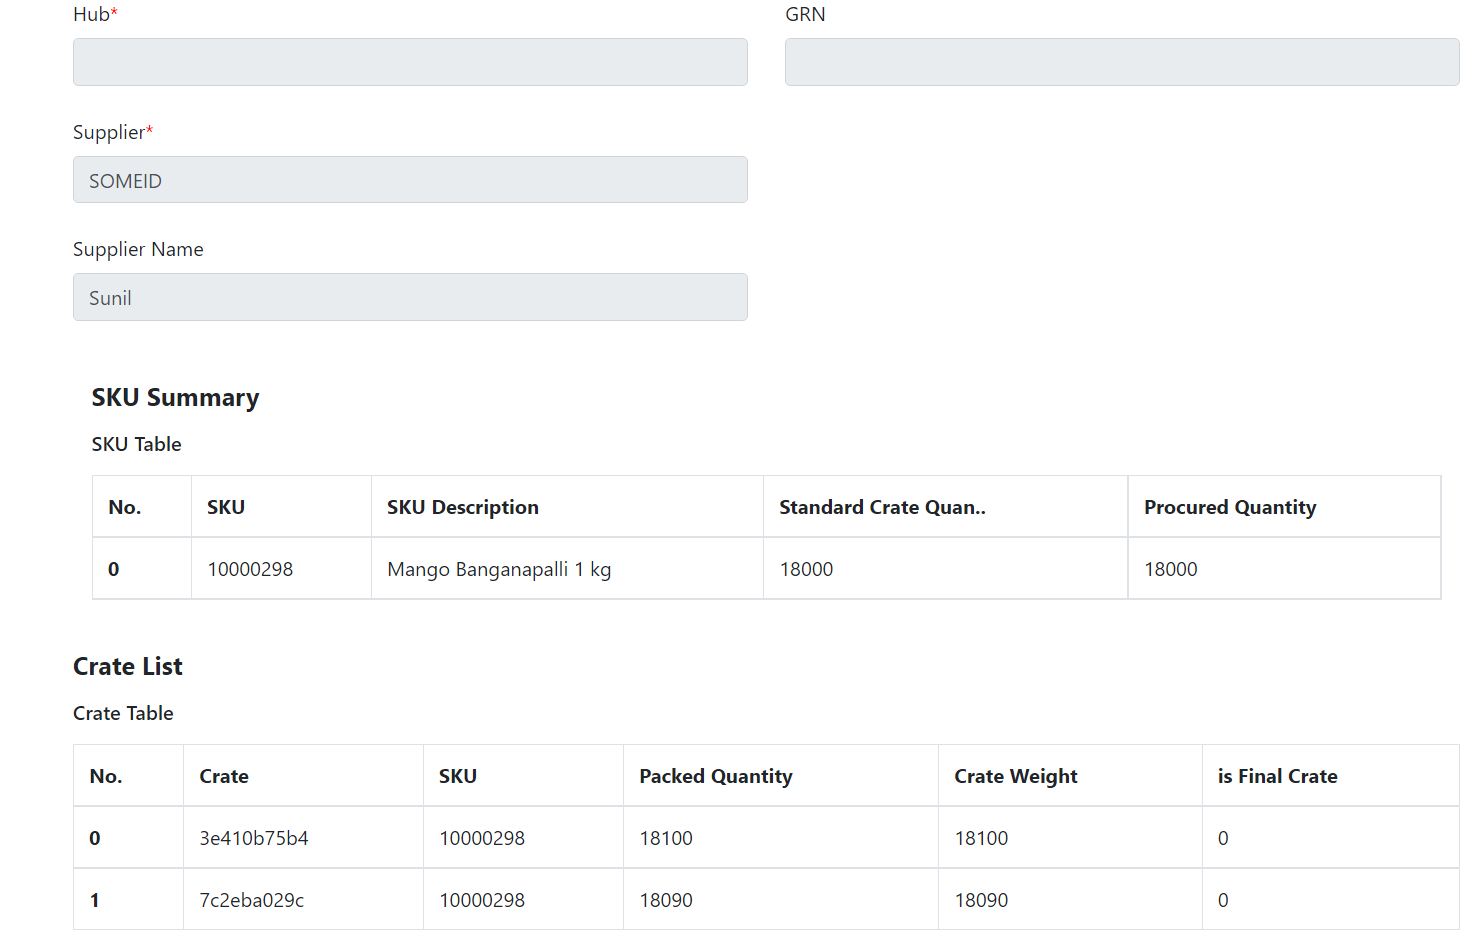 Hub* GRN
Supplier*
SOMEID
Supplier Name
Sunil
SKU Summary
SKU Table
No. SKU SKU Description Standard Crate Quan.. Procured Quantity
0 10000298 Mango Banganapalli 1 kg 18000 18000
Crate List
Crate Table
No. Crate SKU Packed Quantity Crate Weight is Final Crate
0 3e410b75b4 10000298 18100 18100 0
1 7c2eba029c 10000298 18090 18090 0